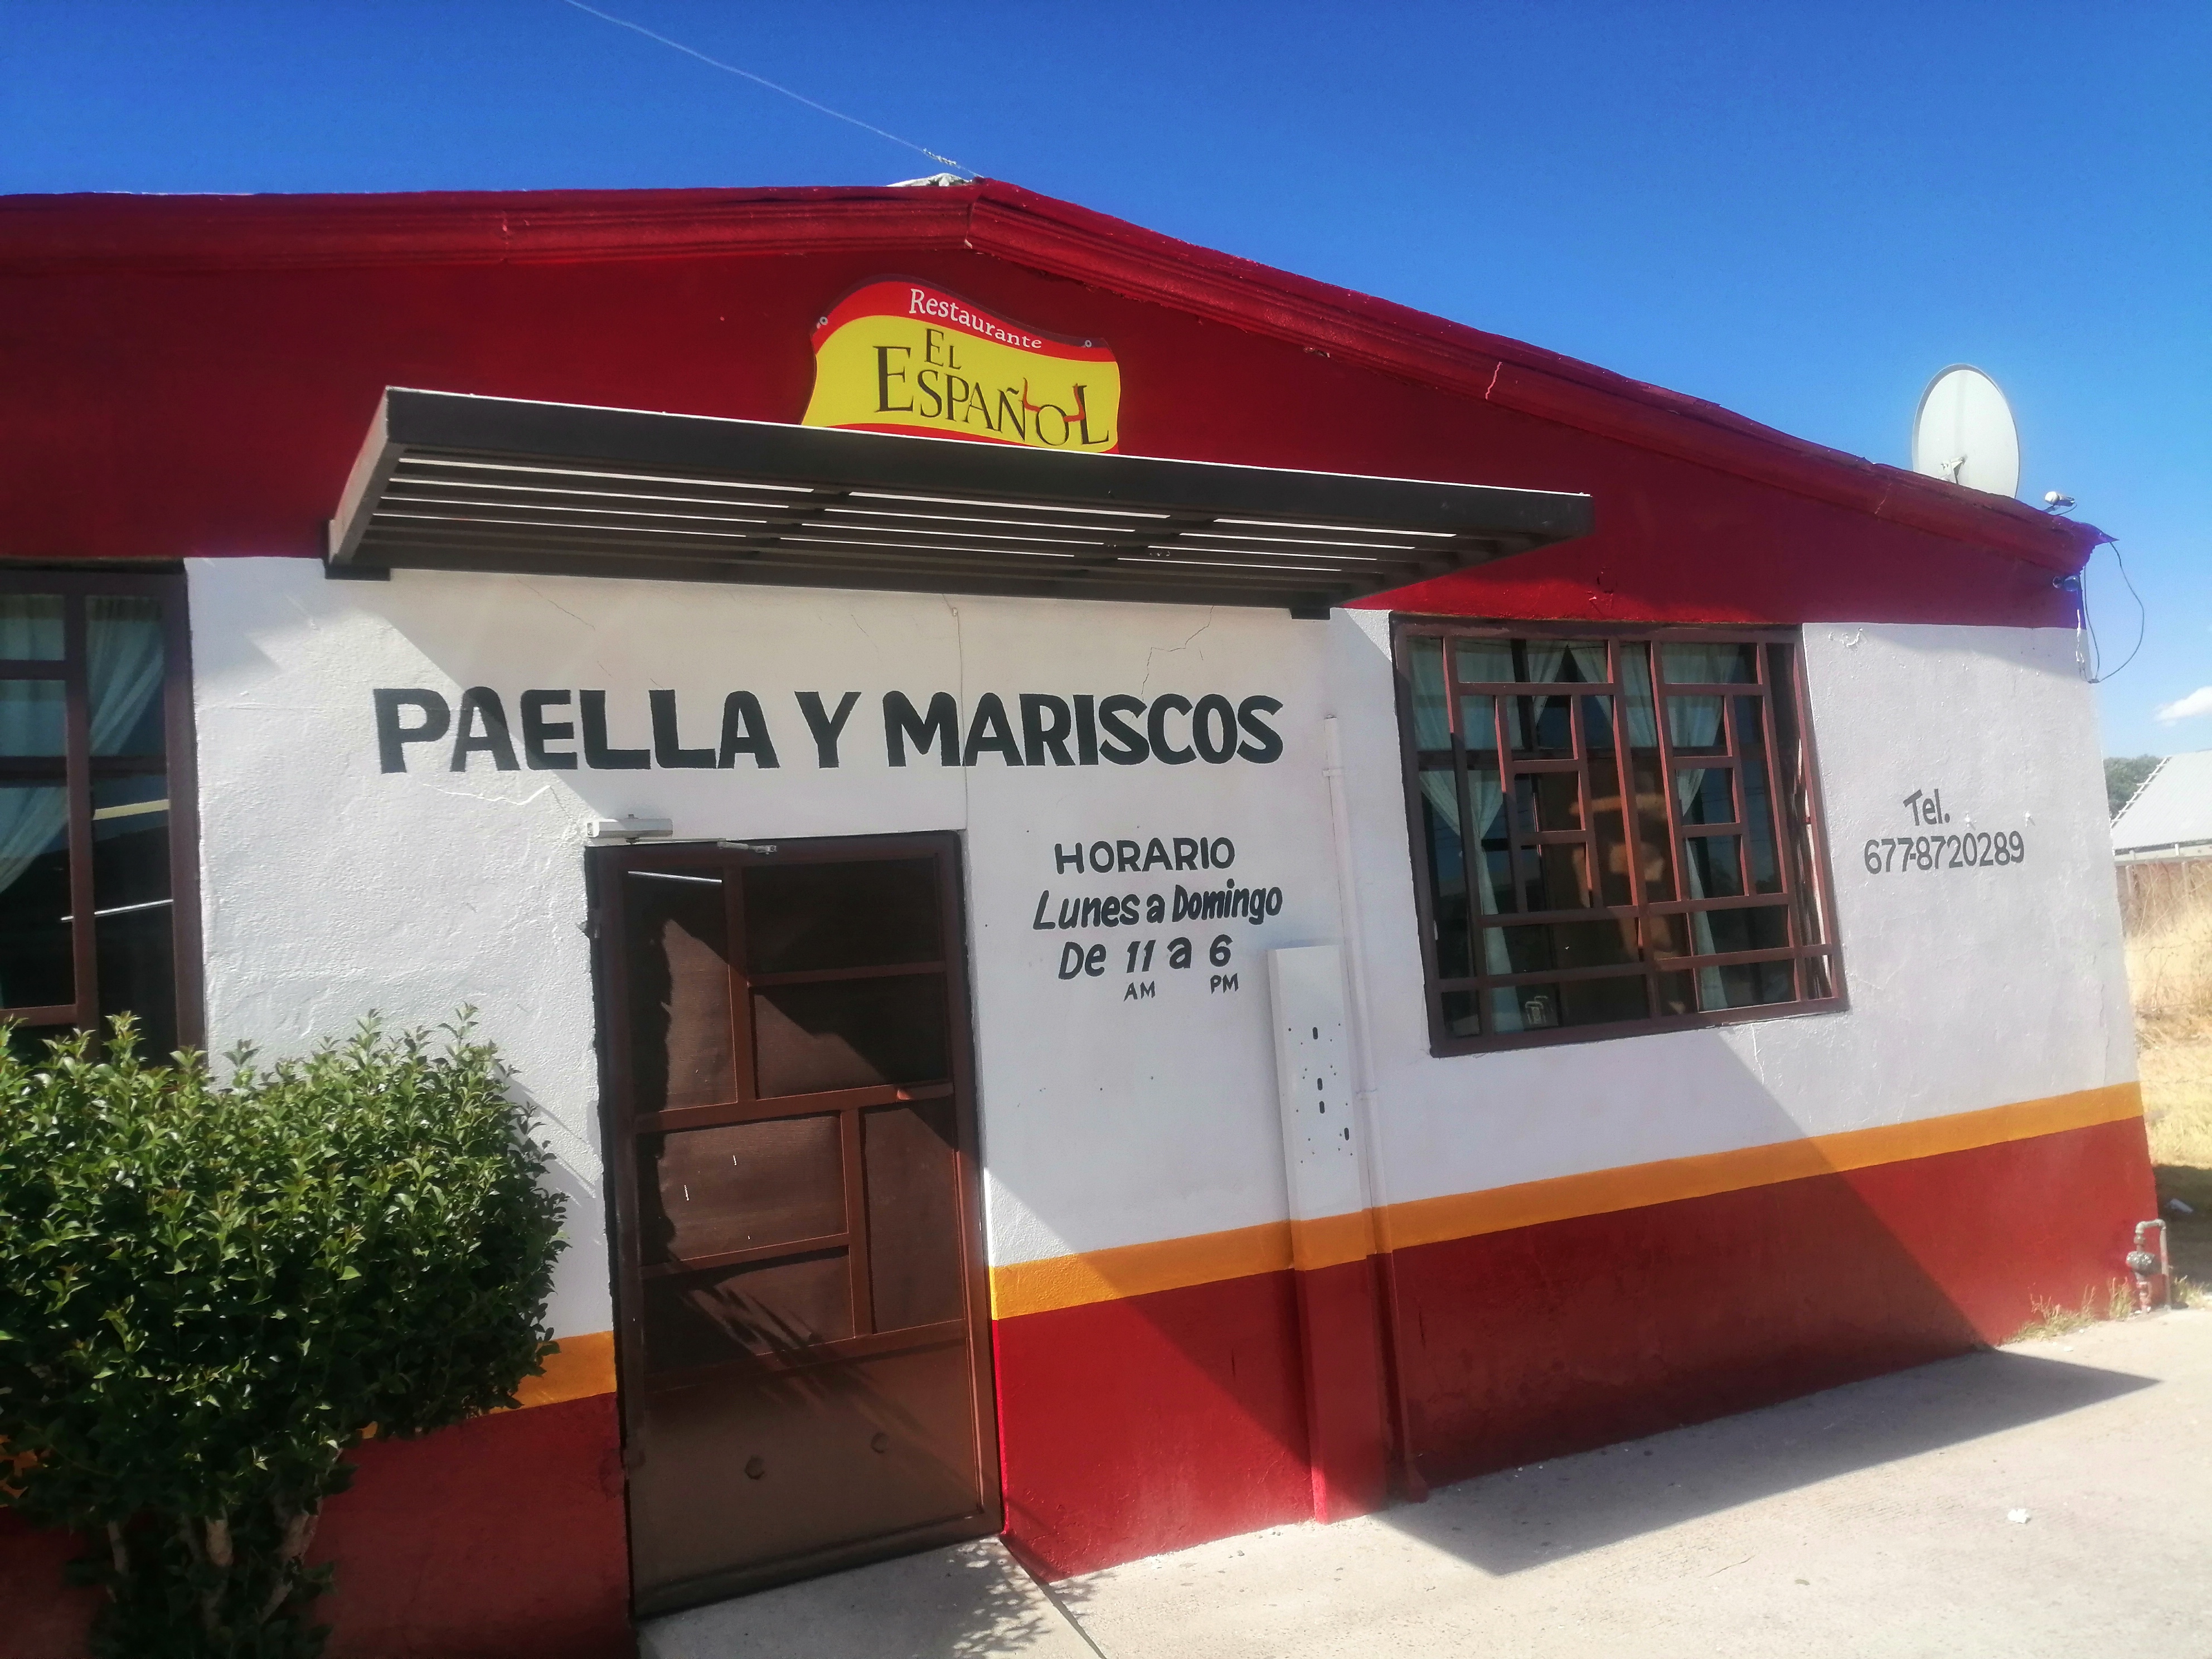 Restaurante
EL
ESPAÑOL
PAELLA Y MARISCOS
HORARIO
Lunes a Domingo
De 11 a 6
AM PM
Tel.
677-8720289